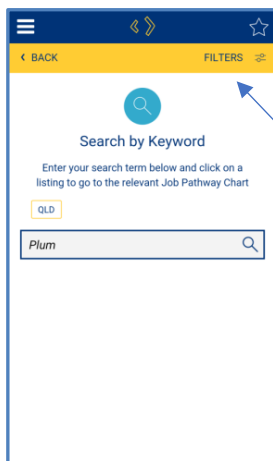 BACK FILTERS
Search by Keyword
Enter your search term below and click on a
listing to go to the relevant Job Pathway Chart
QLD
Plum